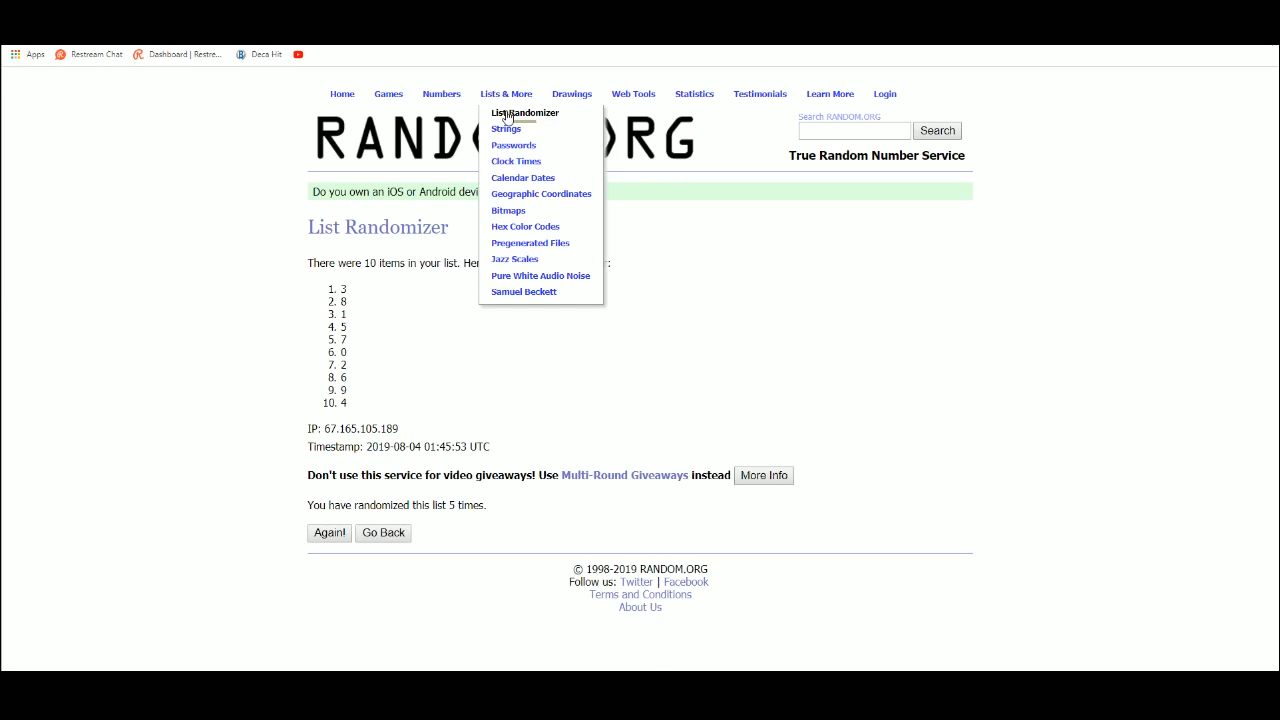 Apps Restream Chat Dashboard | Restre... Deca Hit
Home Games Numbers Lists & More Drawings Web Tools Statistics Testimonials Learn More Login
List Randomizer
Strings
Passwords
Clock Times
Calendar Dates
Geographic Coordinates
Bitmaps
Hex Color Codes
Pregenerated Files
Jazz Scales
Pure White Audio Noise
Samuel Beckett
RAND RG
Search RANDOM.ORG
Search
True Random Number Service
Do you own an iOS or Android devi
List Randomizer
There were 10 items in your list. Her r:
1. 3
2. 8
3. 1
4. 5
5. 7
6. 0
7. 2
8. 6
9. 9
10. 4
IP: 67.165.105.189
Timestamp: 2019-08-04 01:45:53 UTC
Don't use this service for video giveaways! Use Multi-Round Giveaways instead More Info
You have randomized this list 5 times.
Again! Go Back
© 1998-2019 RANDOM.ORG
Follow us: Twitter | Facebook
Terms and Conditions
About Us